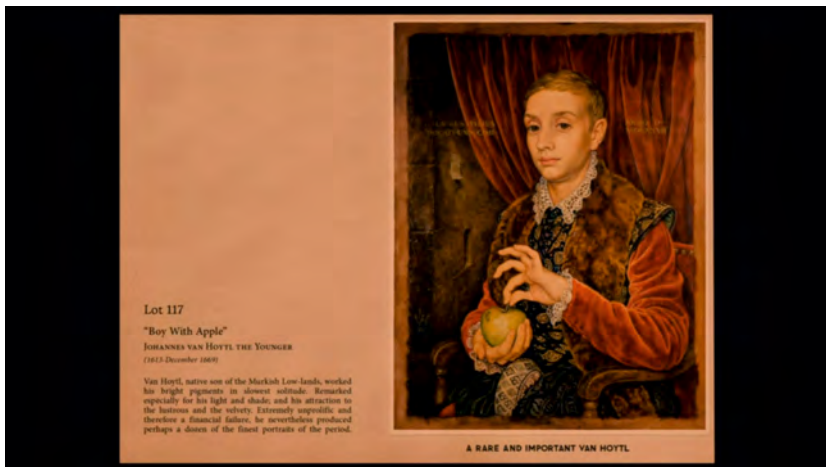 Lot 117
"Boy With Apple"
JOHANNES VAN HOYTL THE YOUNGER
Van Hoytl, native son of the Murkish Low-lands, worked
his bright pigments in slowest solitude. Remarked
especially for his light and shade; and his attraction to
the lustrous and the velvety. Extremely unprolific and
therefore a financial failure, he nevertheless produced
perhaps a dozen of the finest portraits of the period.
A RARE AND IMPORTANT VAN HOYTL